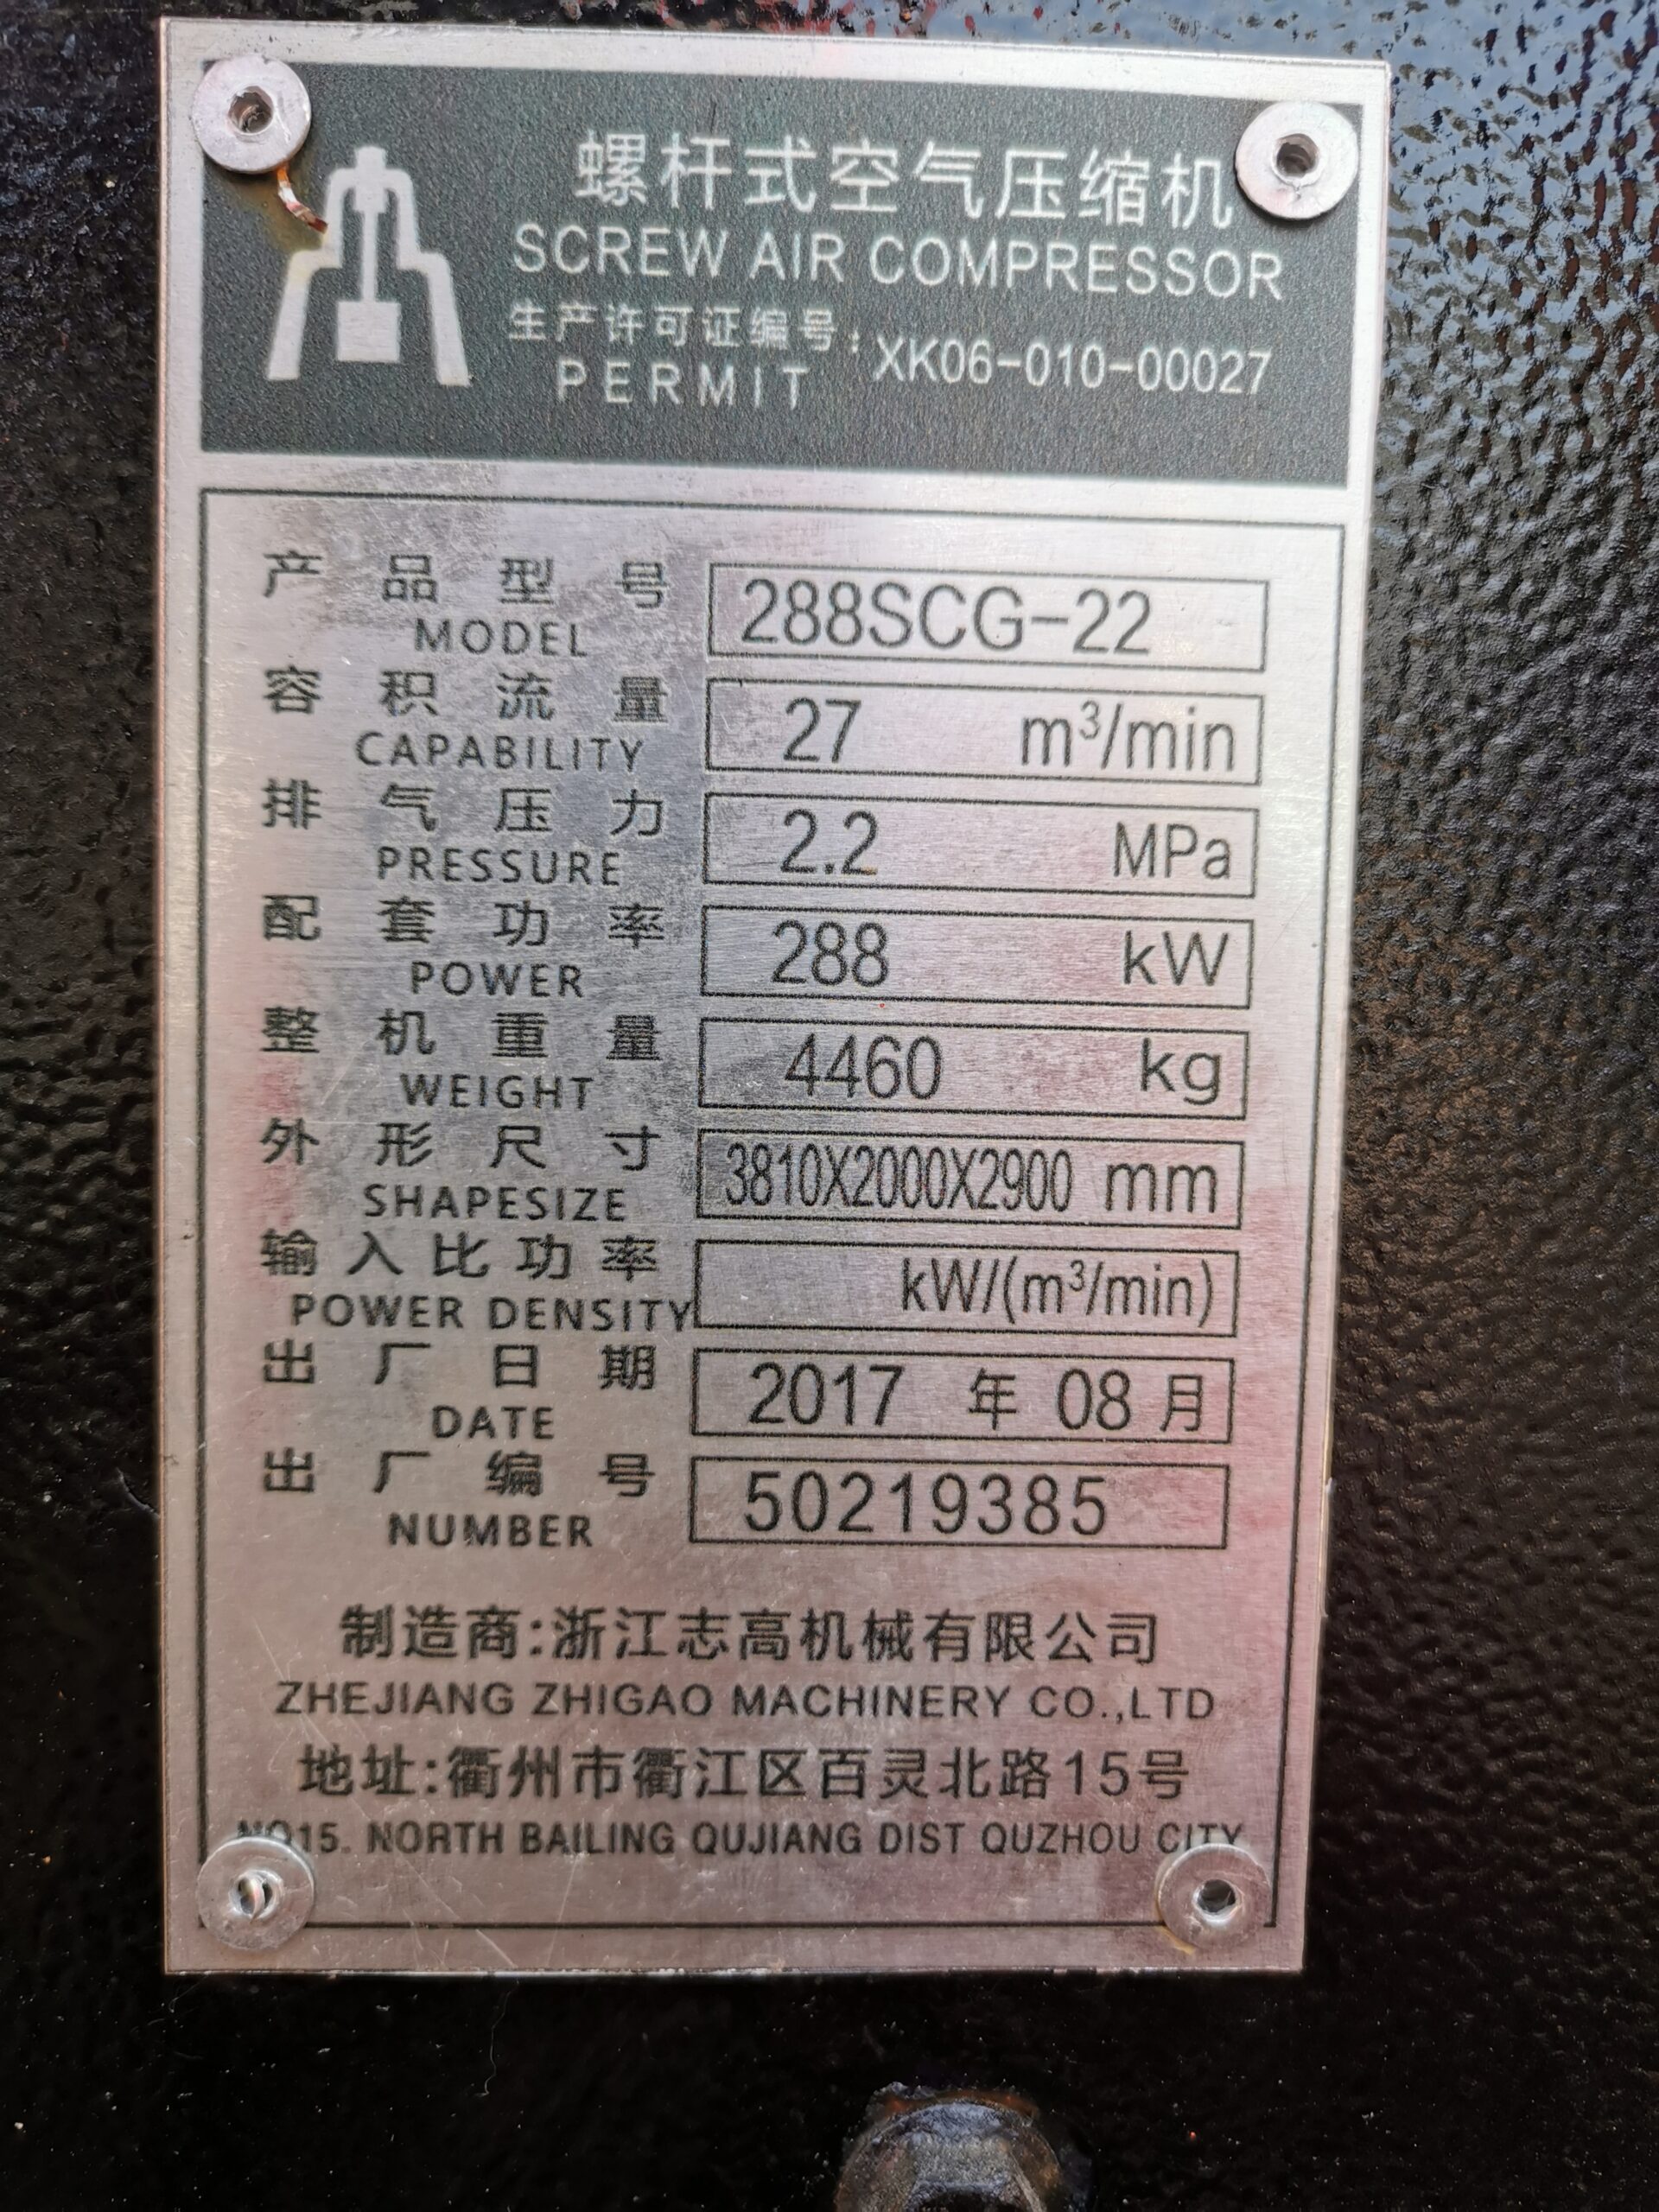 螺杆式空气压缩机
SCREW AIR COMPRESSOR
生产许可证编号: XK06-010-00027
PERMIT
产品型号 288SCG-22
MODEL
容积流量 27 m³/min
CAPABILITY
排气压力 2.2 MPa
PRESSURE
配套功率 288 kW
POWER
整机重量 4460 kg
WEIGHT
外形尺寸 3810X2000X2900 mm
SHAPESIZE
输入比功率 kW/(m³/min)
POWER DENSITY
出厂日期 2017 年 08 月
DATE
出厂编号 50219385
NUMBER
制造商:浙江志高机械有限公司
ZHEJIANG ZHIGAO MACHINERY CO.,LTD
地址:衢州市衢江区百灵北路15号
NO15. NORTH BAILING QUJIANG DIST QUZHOU CITY